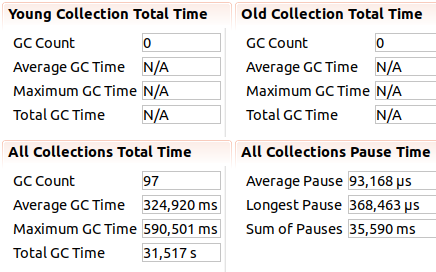 Young Collection Total Time
GC Count 0
Average GC Time N/A
Maximum GC Time N/A
Total GC Time N/A
Old Collection Total Time
GC Count 0
Average GC Time N/A
Maximum GC Time N/A
Total GC Time N/A
All Collections Total Time
GC Count 97
Average GC Time 324,920 ms
Maximum GC Time 590,501 ms
Total GC Time 31,517 s
All Collections Pause Time
Average Pause 93,168 µs
Longest Pause 368,463 µs
Sum of Pauses 35,590 ms